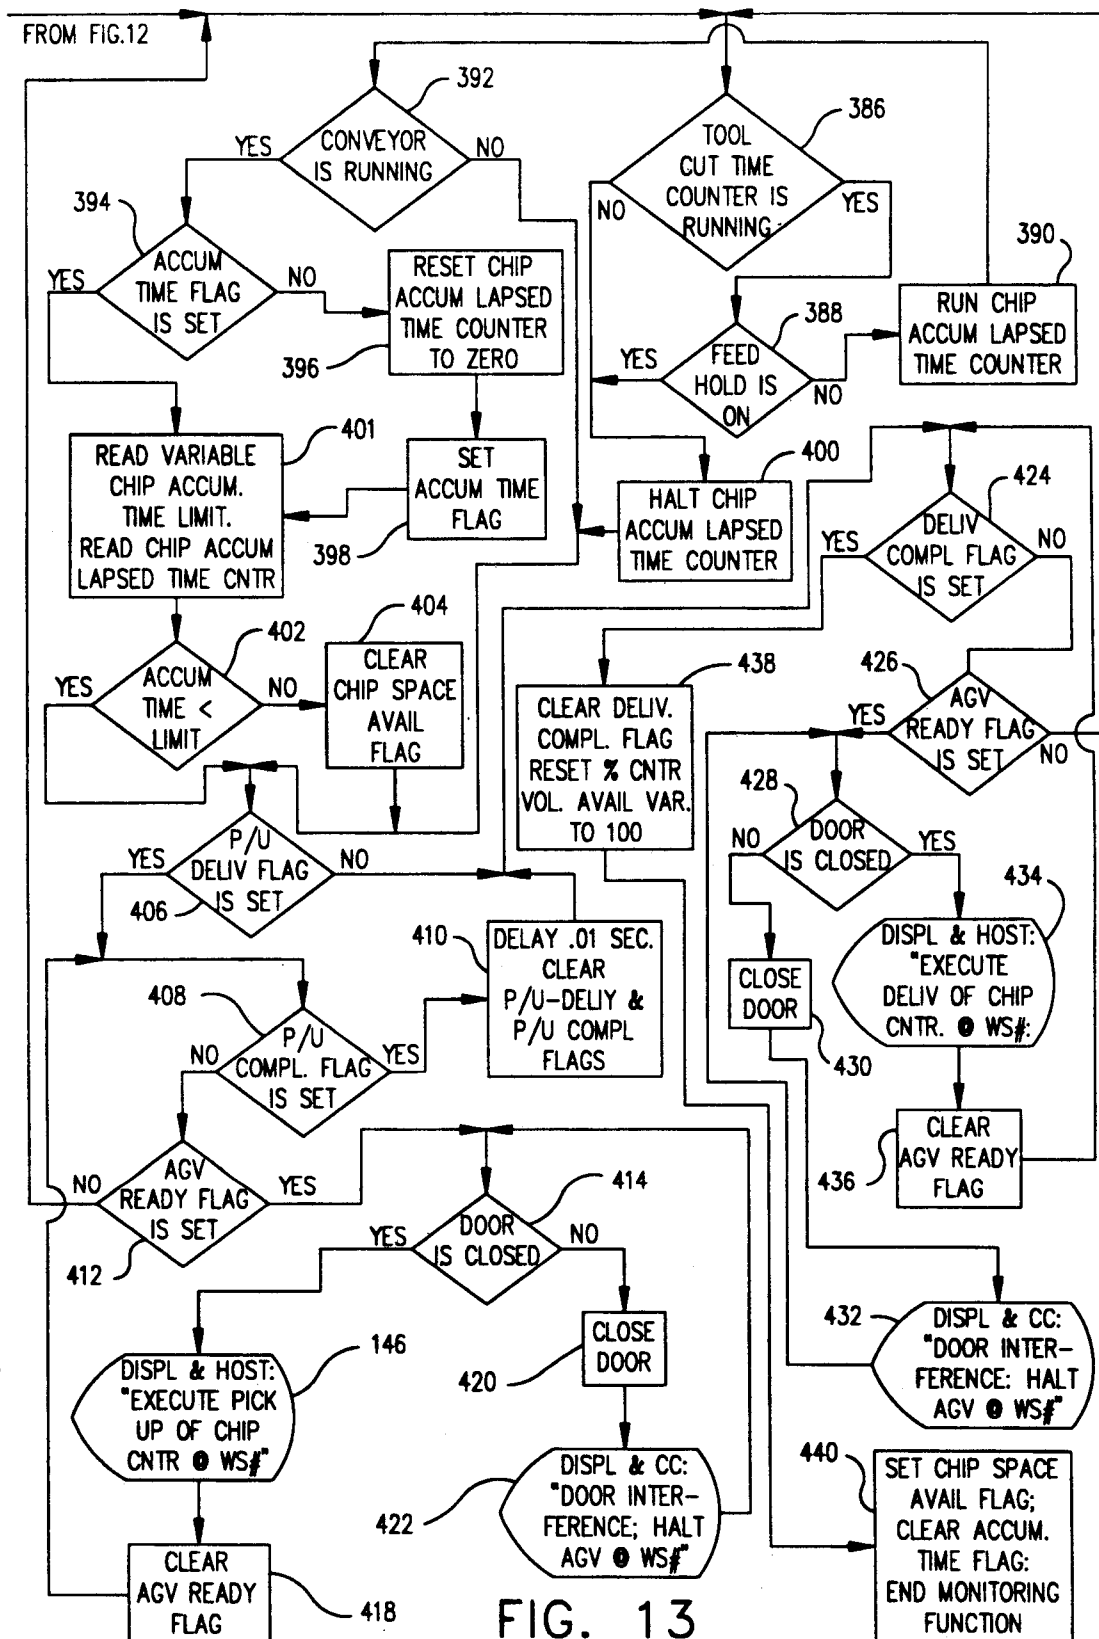 FROM FIG.12
392
CONVEYOR
IS RUNNING
YES
NO
386
TOOL
CUT TIME
COUNTER IS
RUNNING
NO
YES
394
ACCUM
TIME FLAG
IS SET
YES
NO
RESET CHIP
ACCUM LAPSED
TIME COUNTER
TO ZERO
396
388
FEED
HOLD IS
ON
YES
NO
390
RUN CHIP
ACCUM LAPSED
TIME COUNTER
401
READ VARIABLE
CHIP ACCUM.
TIME LIMIT.
READ CHIP ACCUM
LAPSED TIME CNTR
SET
ACCUM TIME
FLAG
398
400
HALT CHIP
ACCUM LAPSED
TIME COUNTER
424
DELIV
COMPL FLAG
IS SET
YES
NO
402
ACCUM
TIME <
LIMIT
YES
NO
404
CLEAR
CHIP SPACE
AVAIL
FLAG
438
CLEAR DELIV.
COMPL. FLAG
RESET % CNTR
VOL. AVAIL VAR.
TO 100
426
AGV
READY FLAG
IS SET
YES
NO
428
DOOR
IS CLOSED
NO
YES
P/U
DELIV FLAG
IS SET
YES
NO
406
434
DISPL & HOST:
"EXECUTE
DELIV OF CHIP
CNTR. @ WS#:
410
DELAY .01 SEC.
CLEAR
P/U-DELIY &
P/U COMPL
FLAGS
CLOSE
DOOR
430
408
P/U
COMPL. FLAG
IS SET
NO
YES
CLEAR
AGV READY
FLAG
436
AGV
READY FLAG
IS SET
NO
YES
412
414
DOOR
IS CLOSED
YES
NO
432
DISPL & CC:
"DOOR INTER-
FERENCE: HALT
AGV @ WS#"
146
DISPL & HOST:
"EXECUTE PICK
UP OF CHIP
CNTR @ WS#"
CLOSE
DOOR
420
422
DISPL & CC:
"DOOR INTER-
FERENCE; HALT
AGV @ WS#"
440
SET CHIP SPACE
AVAIL FLAG;
CLEAR ACCUM.
TIME FLAG:
END MONITORING
FUNCTION
CLEAR
AGV READY
FLAG
418
FIG. 13